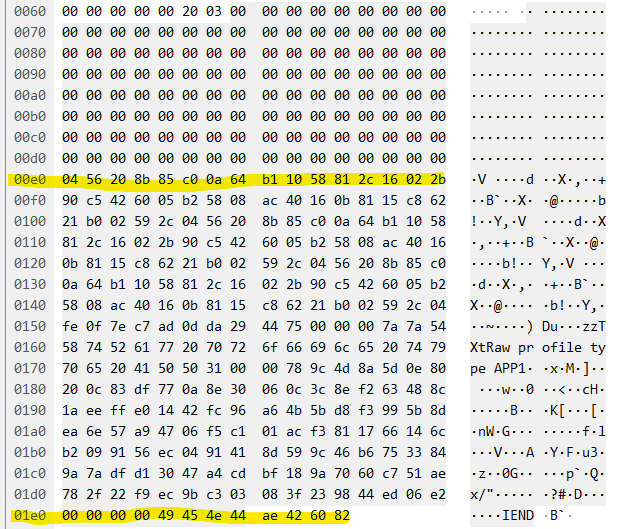 0060 00 00 00 00 00 20 03 00 00 00 00 00 00 00 00 00 ······ ·· ········
0070 00 00 00 00 00 00 00 00 00 00 00 00 00 00 00 00 ········ ········
0080 00 00 00 00 00 00 00 00 00 00 00 00 00 00 00 00 ········ ········
0090 00 00 00 00 00 00 00 00 00 00 00 00 00 00 00 00 ········ ········
00a0 00 00 00 00 00 00 00 00 00 00 00 00 00 00 00 00 ········ ········
00b0 00 00 00 00 00 00 00 00 00 00 00 00 00 00 00 00 ········ ········
00c0 00 00 00 00 00 00 00 00 00 00 00 00 00 00 00 00 ········ ········
00d0 00 00 00 00 00 00 00 00 00 00 00 00 00 00 00 00 ········ ········
00e0 04 56 20 8b 85 c0 0a 64 b1 10 58 81 2c 16 02 2b ·V ····d ··X·,··+
00f0 90 c5 42 60 05 b2 58 08 ac 40 16 0b 81 15 c8 62 ··B`··X· ·@·····b
0100 21 b0 02 59 2c 04 56 20 8b 85 c0 0a 64 b1 10 58 !··Y,·V ····d··X
0110 81 2c 16 02 2b 90 c5 42 60 05 b2 58 08 ac 40 16 ·,··+··B `··X··@·
0120 0b 81 15 c8 62 21 b0 02 59 2c 04 56 20 8b 85 c0 ····b!·· Y,·V ···
0130 0a 64 b1 10 58 81 2c 16 02 2b 90 c5 42 60 05 b2 ·d··X·,· ·+··B`··
0140 58 08 ac 40 16 0b 81 15 c8 62 21 b0 02 59 2c 04 X··@···· ·b!··Y,·
0150 fe 0f 7e c7 ad 0d da 29 44 75 00 00 00 7a 7a 54 ··~····) Du···zzT
0160 58 74 52 61 77 20 70 72 6f 66 69 6c 65 20 74 79 XtRaw pr ofile ty
0170 70 65 20 41 50 50 31 00 00 78 9c 4d 8a 5d 0e 80 pe APP1· ·x·M·]··
0180 20 0c 83 df 77 0a 8e 30 06 0c 3c 8e f2 63 48 8c ···w··0 ··<··cH·
0190 1a ee ff e0 14 42 fc 96 a6 4b 5b d8 f3 99 5b 8d ·····B·· ·K[···[·
01a0 ea 6e 57 a9 47 06 f5 c1 01 ac f3 81 17 66 14 6c ·nW·G··· ·····f·l
01b0 b2 09 91 56 ec 04 91 41 8d 59 9c 46 b6 75 33 84 ···V···A ·Y·F·u3·
01c0 9a 7a df d1 30 47 a4 cd bf 18 9a 70 60 c7 51 ae ·z··0G·· ···p`·Q·
01d0 78 2f 22 f9 ec 9b c3 03 08 3f 23 98 44 ed 06 e2 x/"····· ·?#·D···
01e0 00 00 00 00 49 45 4e 44 ae 42 60 82 ····IEND ·B`·